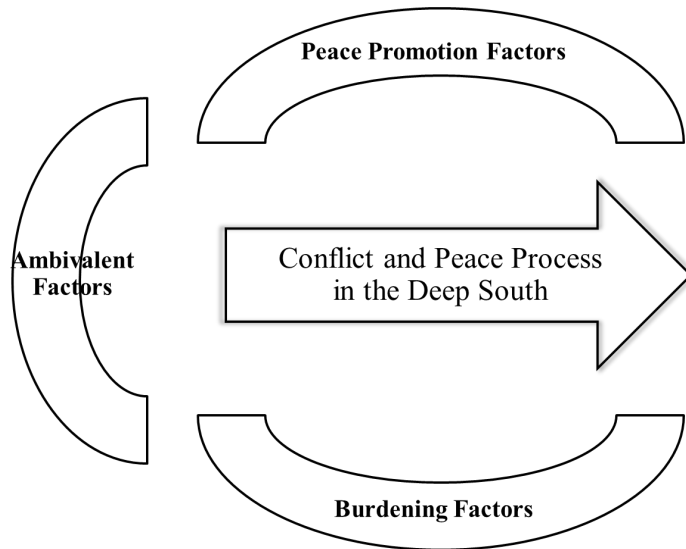 Peace Promotion Factors
Ambivalent
Factors
Conflict and Peace Process
in the Deep South
Burdening Factors